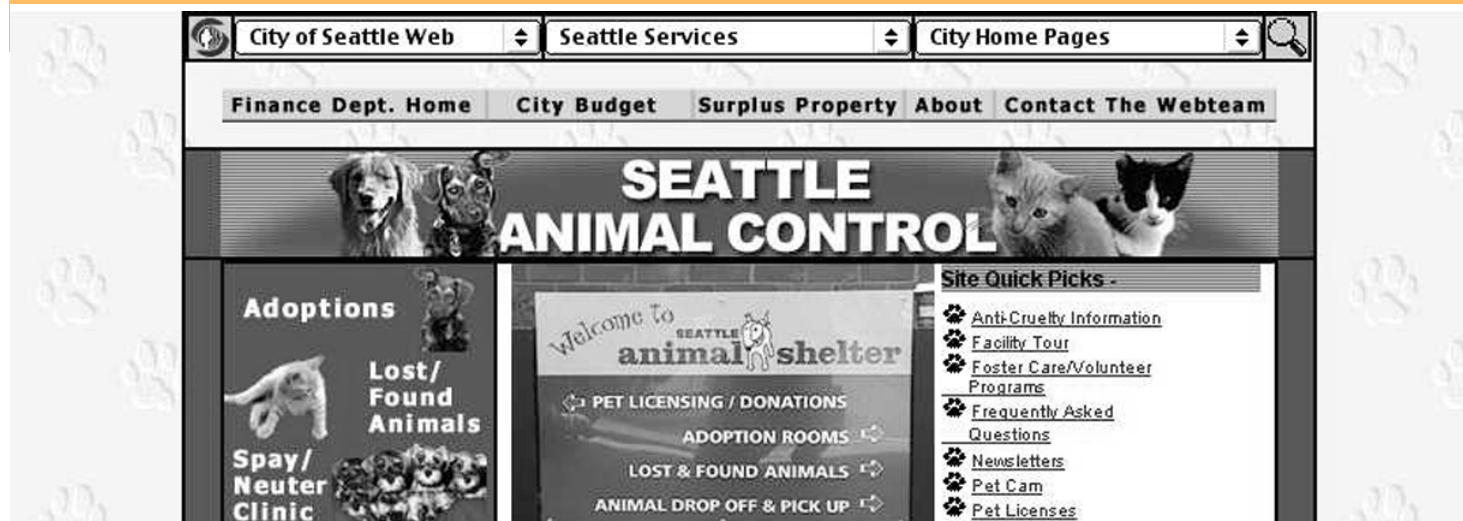 City of Seattle Web
Seattle Services
City Home Pages
Finance Dept. Home
City Budget
Surplus Property
About
Contact The Webteam
SEATTLE
ANIMAL CONTROL
Adoptions
Lost/
Found
Animals
Spay/
Neuter
Clinic
Welcome to
SEATTLE
animal shelter
PET LICENSING / DONATIONS
ADOPTION ROOMS
LOST & FOUND ANIMALS
ANIMAL DROP OFF & PICK UP
Site Quick Picks -
Anti-Cruelty Information
Facility Tour
Foster Care/Volunteer
Programs
Frequently Asked
Questions
Newsletters
Pet Cam
Pet Licenses